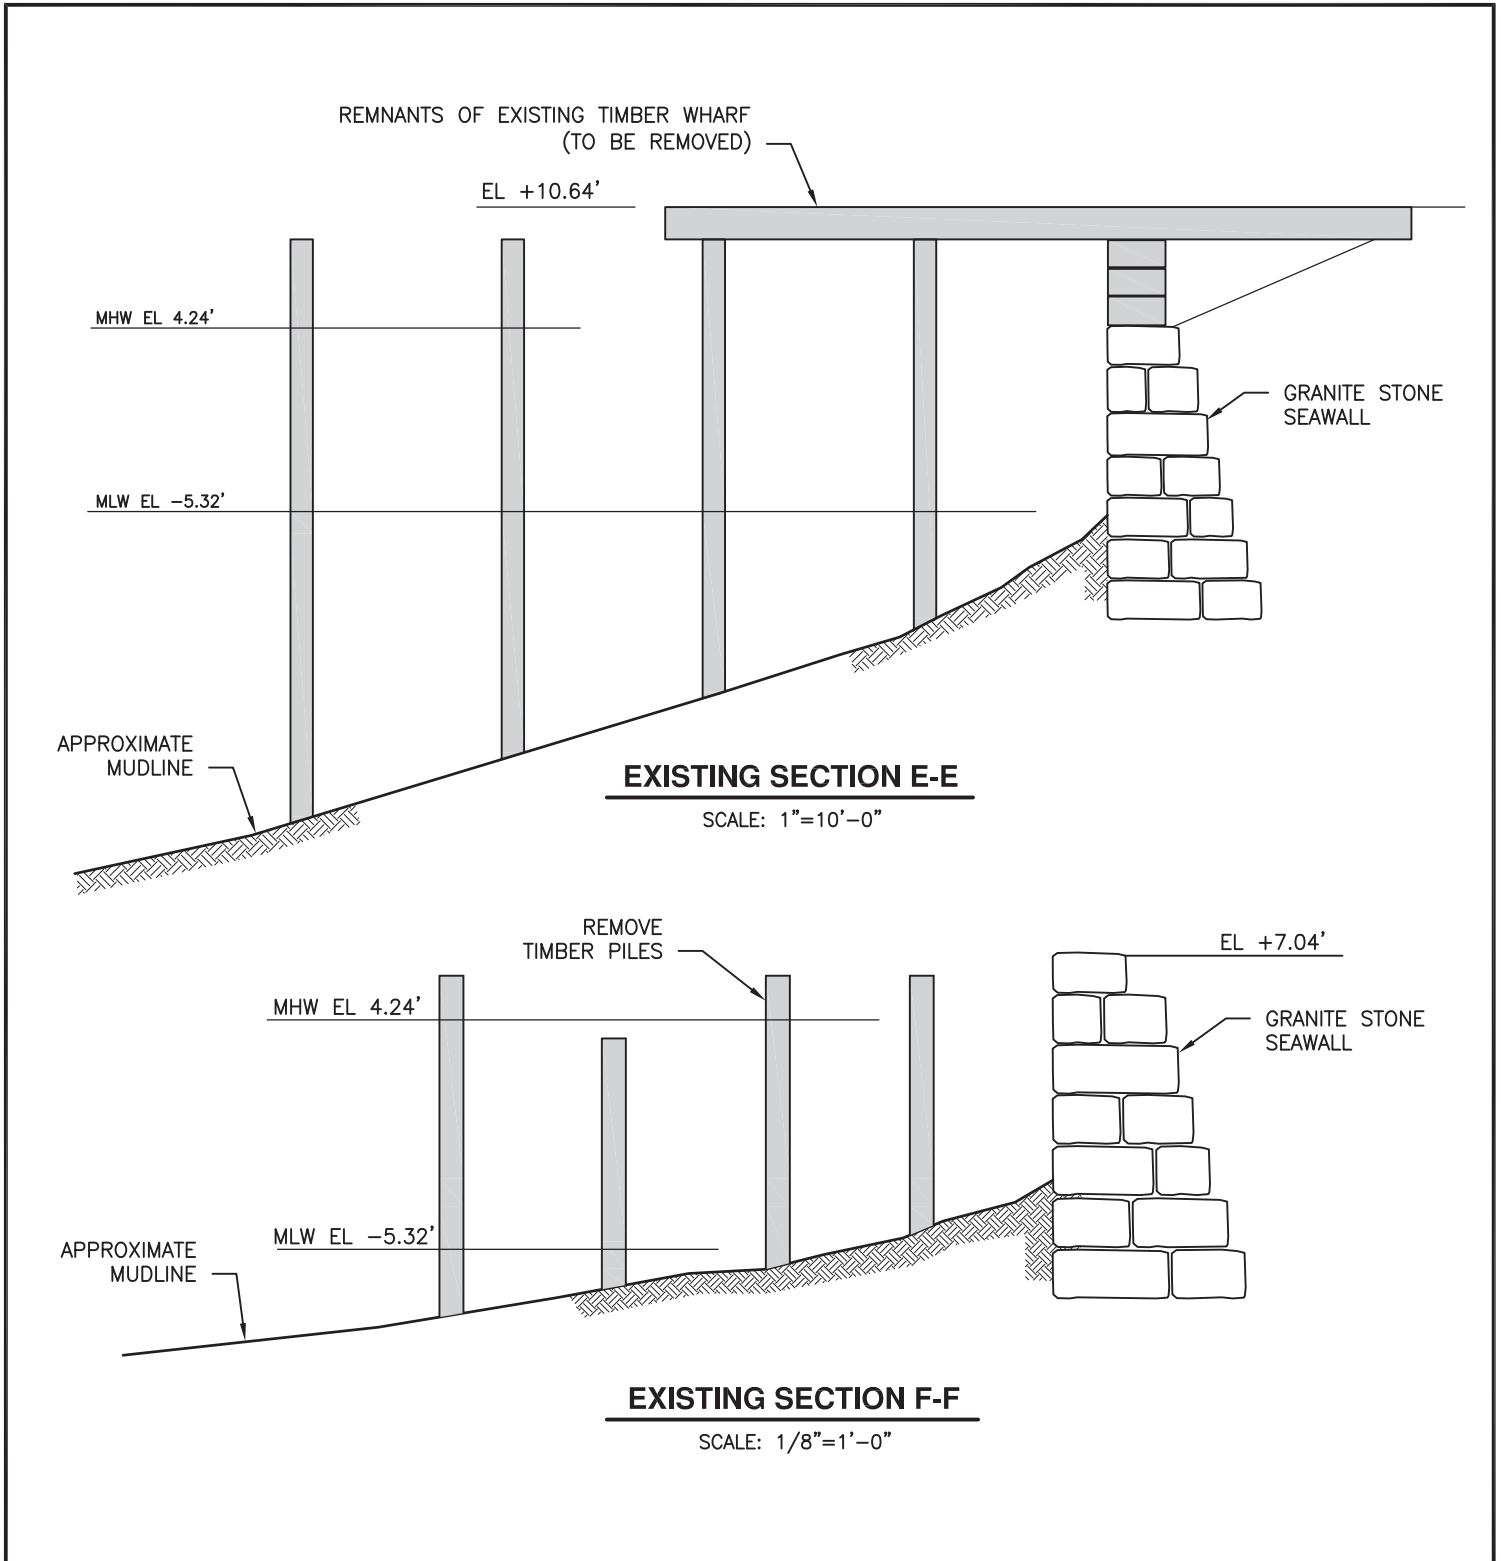 REMNANTS OF EXISTING TIMBER WHARF
(TO BE REMOVED)
EL +10.64'
MHW EL 4.24'
GRANITE STONE
SEAWALL
MLW EL -5.32'
APPROXIMATE
MUDLINE
EXISTING SECTION E-E
SCALE: 1"=10'-0"
REMOVE
TIMBER PILES
EL +7.04'
MHW EL 4.24'
GRANITE STONE
SEAWALL
MLW EL -5.32'
APPROXIMATE
MUDLINE
EXISTING SECTION F-F
SCALE: 1/8"=1'-0"